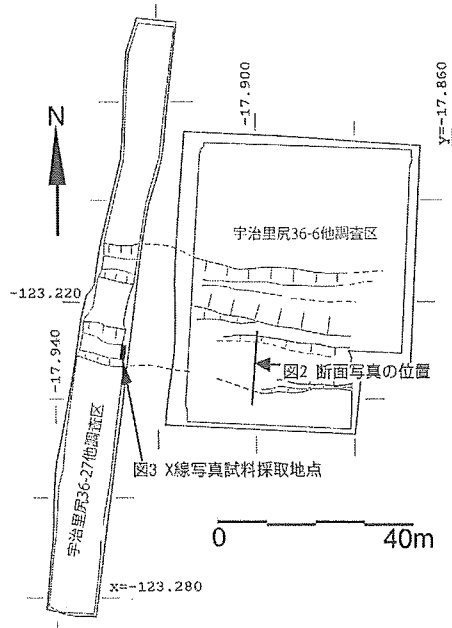 -17.900
y=-17.860
N
宇治里尻36-6他調査区
-123.220
-17.940
図2 断面写真の位置
図3 X線写真試料採取地点
宇治里尻36-27他調査区
0 40m
x=-123.280